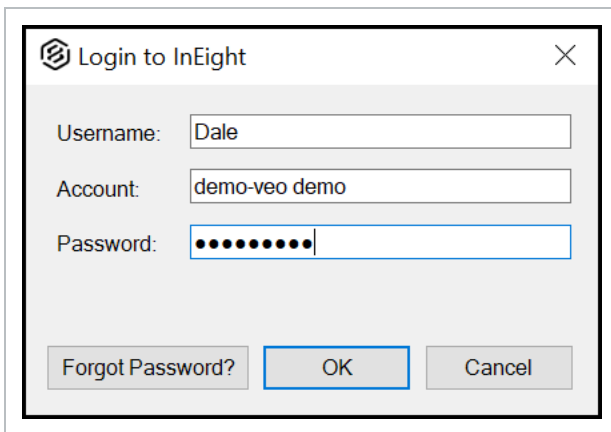 Login to InEight
Username: Dale
Account: demo-veo demo
Password: ●●●●●●●●●
Forgot Password? OK Cancel